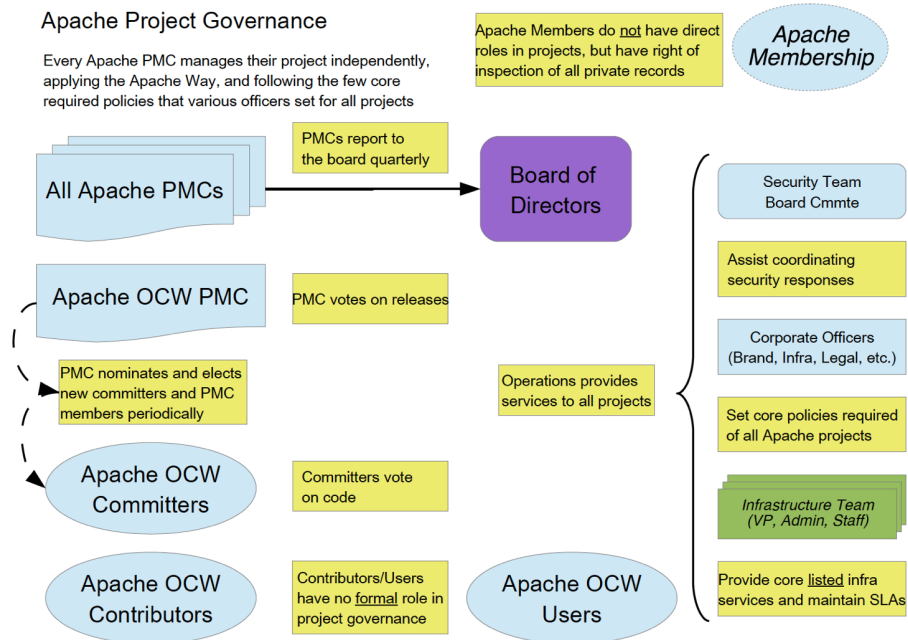 Apache Project Governance
Every Apache PMC manages their project independently,
applying the Apache Way, and following the few core
required policies that various officers set for all projects
Apache Members do not have direct
roles in projects, but have right of
inspection of all private records
Apache
Membership
All Apache PMCs
PMCs report to
the board quarterly
Board of
Directors
Security Team
Board Cmmte
Assist coordinating
security responses
Apache OCW PMC
PMC votes on releases
Corporate Officers
(Brand, Infra, Legal, etc.)
PMC nominates and elects
new committers and PMC
members periodically
Operations provides
services to all projects
Set core policies required
of all Apache projects
Apache OCW
Committers
Committers vote
on code
Infrastructure Team
(VP, Admin, Staff)
Apache OCW
Contributors
Contributors/Users
have no formal role in
project governance
Apache OCW
Users
Provide core listed infra
services and maintain SLAs